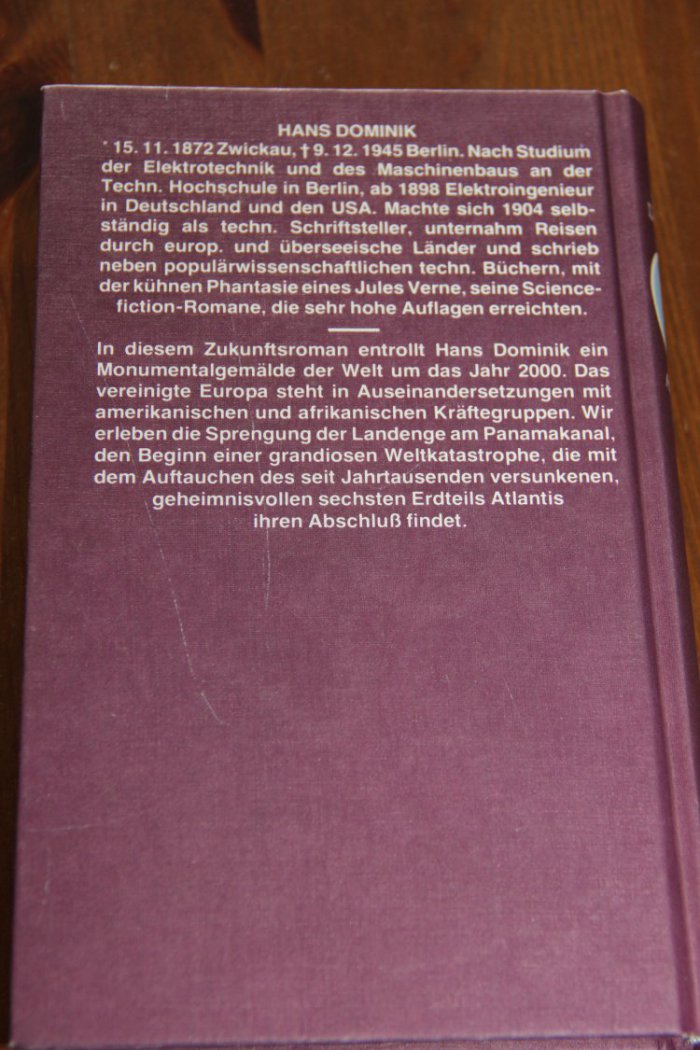 HANS DOMINIK
* 15. 11. 1872 Zwickau, † 9. 12. 1945 Berlin. Nach Studium
der Elektrotechnik und des Maschinenbaus an der
Techn. Hochschule in Berlin, ab 1898 Elektroingenieur
in Deutschland und den USA. Machte sich 1904 selb-
ständig als techn. Schriftsteller, unternahm Reisen
durch europ. und überseeische Länder und schrieb
neben populärwissenschaftlichen techn. Büchern, mit
der kühnen Phantasie eines Jules Verne, seine Science-
fiction-Romane, die sehr hohe Auflagen erreichten.
In diesem Zukunftsroman entrollt Hans Dominik ein
Monumentalgemälde der Welt um das Jahr 2000. Das
vereinigte Europa steht in Auseinandersetzungen mit
amerikanischen und afrikanischen Kräftegruppen. Wir
erleben die Sprengung der Landenge am Panamakanal,
den Beginn einer grandiosen Weltkatastrophe, die mit
dem Auftauchen des seit Jahrtausenden versunkenen,
geheimnisvollen sechsten Erdteils Atlantis
ihren Abschluß findet.